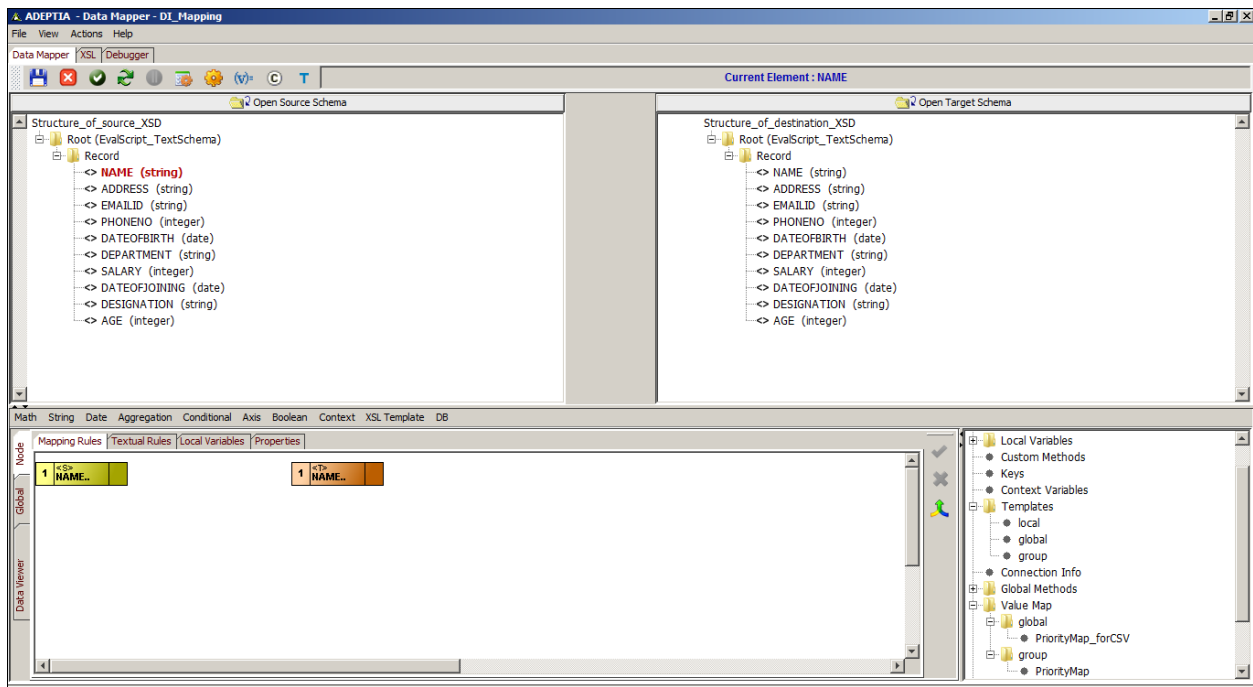 ADEPTIA - Data Mapper - DI_Mapping
File View Actions Help
Data Mapper XSL Debugger
(v)= © T Current Element : NAME
Open Source Schema
Open Target Schema
Structure_of_source_XSD
Root (EvalScript_TextSchema)
Record
<> NAME (string)
<> ADDRESS (string)
<> EMAILID (string)
<> PHONENO (integer)
<> DATEOFBIRTH (date)
<> DEPARTMENT (string)
<> SALARY (integer)
<> DATEOFJOINING (date)
<> DESIGNATION (string)
<> AGE (integer)
Structure_of_destination_XSD
Root (EvalScript_TextSchema)
Record
<> NAME (string)
<> ADDRESS (string)
<> EMAILID (string)
<> PHONENO (integer)
<> DATEOFBIRTH (date)
<> DEPARTMENT (string)
<> SALARY (integer)
<> DATEOFJOINING (date)
<> DESIGNATION (string)
<> AGE (integer)
Math String Date Aggregation Conditional Axis Boolean Context XSL Template DB
Node
Global
Data Viewer
Mapping Rules Textual Rules Local Variables Properties
1 <S> NAME..
1 <T> NAME..
Local Variables
Custom Methods
Keys
Context Variables
Templates
local
global
group
Connection Info
Global Methods
Value Map
global
PriorityMap_forCSV
group
PriorityMap